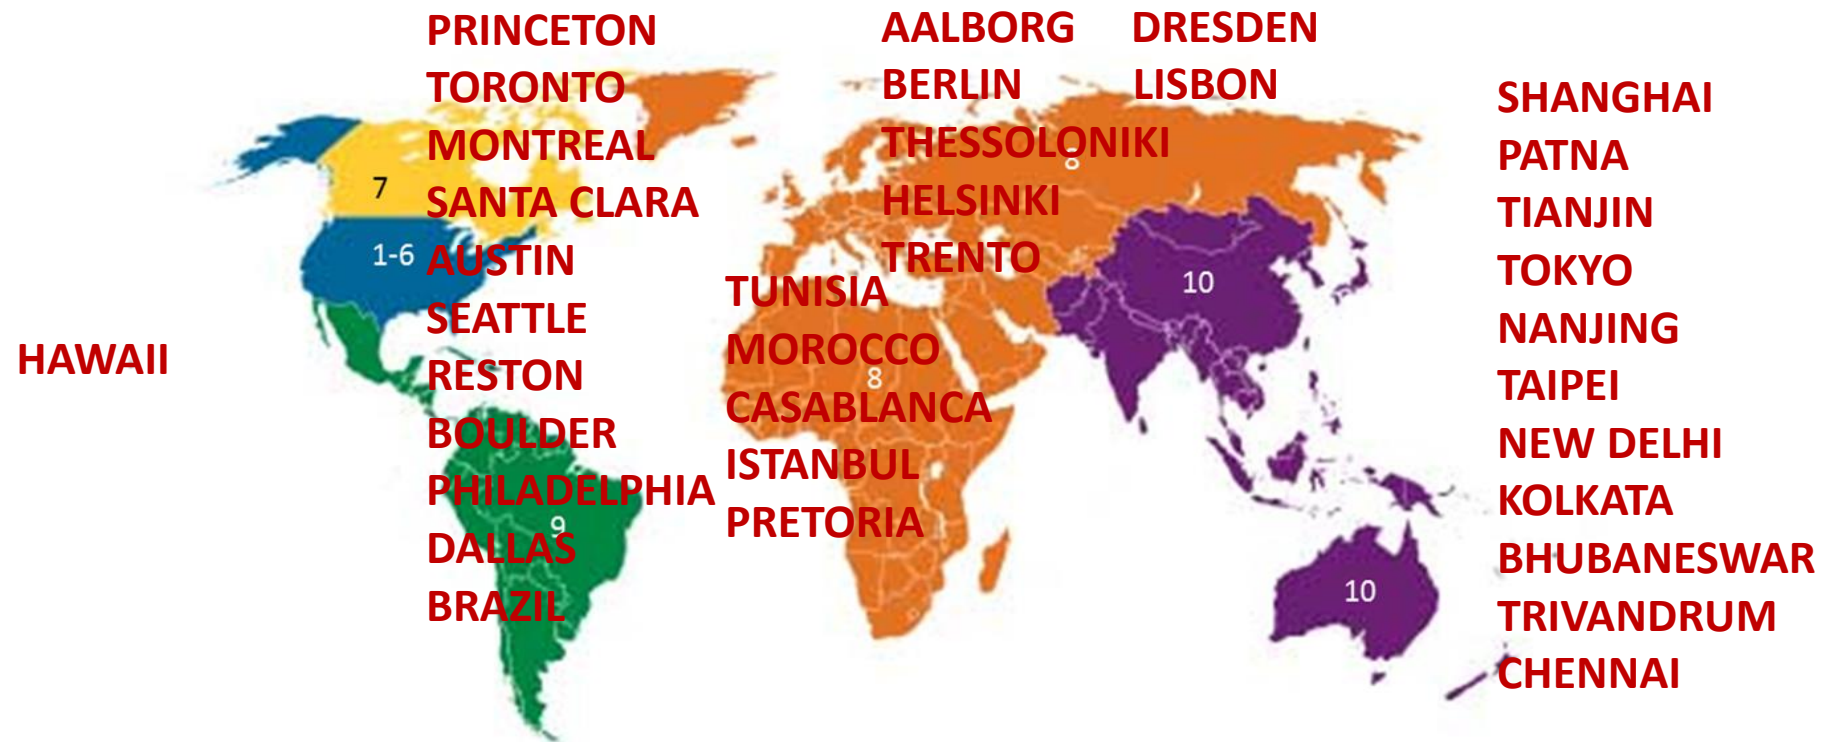 HAWAII
PRINCETON
TORONTO
MONTREAL
SANTA CLARA
AUSTIN
SEATTLE
RESTON
BOULDER
PHILADELPHIA
DALLAS
BRAZIL
7
1-6
9
AALBORG DRESDEN
BERLIN LISBON
THESSOLONIKI
HELSINKI
TRENTO
8
TUNISIA
MOROCCO
CASABLANCA
ISTANBUL
PRETORIA
8
10
10
SHANGHAI
PATNA
TIANJIN
TOKYO
NANJING
TAIPEI
NEW DELHI
KOLKATA
BHUBANESWAR
TRIVANDRUM
CHENNAI